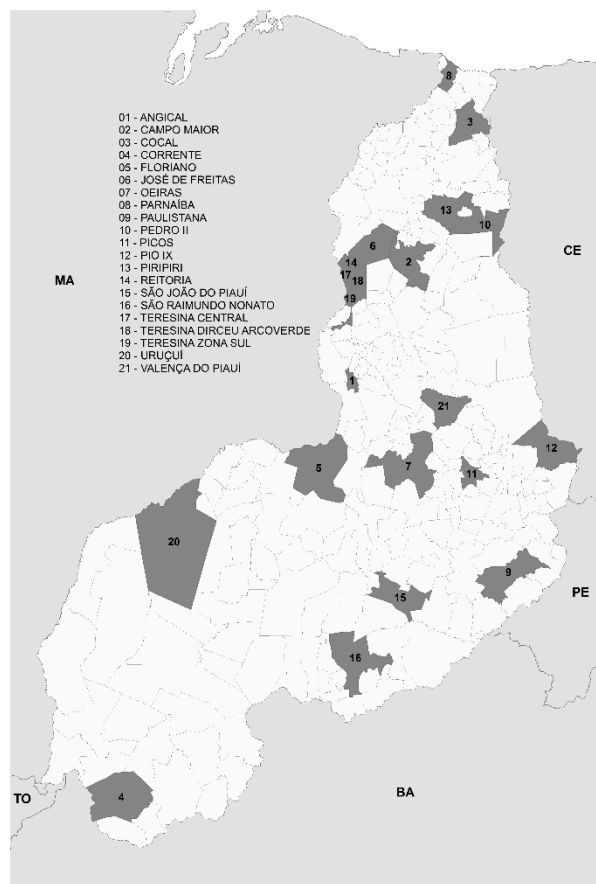 8
01 - ANGICAL
02 - CAMPO MAIOR
03 - COCAL
04 - CORRENTE
05 - FLORIANO
06 - JOSÉ DE FREITAS
07 - OEIRAS
08 - PARNAÍBA
09 - PAULISTANA
10 - PEDRO II
11 - PICOS
12 - PIO IX
13 - PIRIPIRI
14 - REITORIA
15 - SÃO JOÃO DO PIAUÍ
16 - SÃO RAIMUNDO NONATO
17 - TERESINA CENTRAL
18 - TERESINA DIRCEU ARCOVERDE
19 - TERESINA ZONA SUL
20 - URUÇUÍ
21 - VALENÇA DO PIAUÍ
3
13
10
6
2
CE
14
17
18
MA
19
1
21
12
5
7
11
20
9
15
PE
16
4
TO
BA